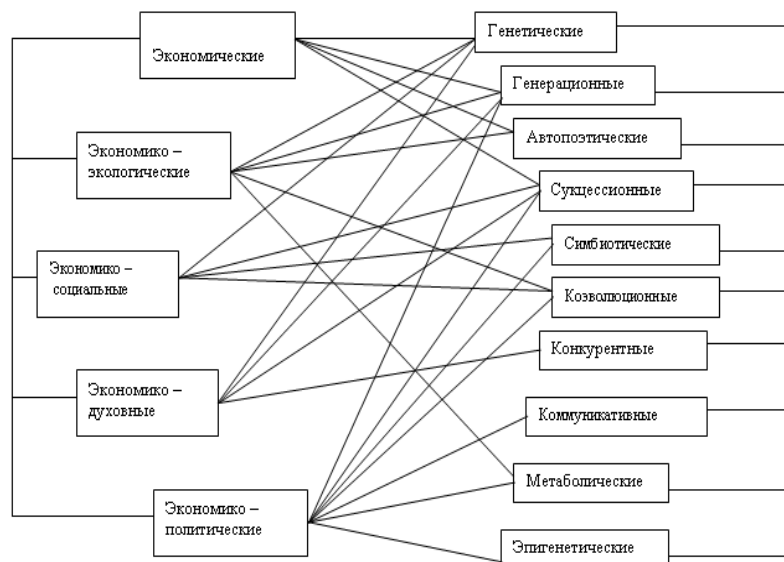 Экономические
Экономико –
экологические
Экономико –
социальные
Экономико –
духовные
Экономико –
политические
Генетические
Генерационные
Автопоэтические
Сукцессионные
Симбиотические
Коэволюционные
Конкурентные
Коммуникативные
Метаболические
Эпигенетические